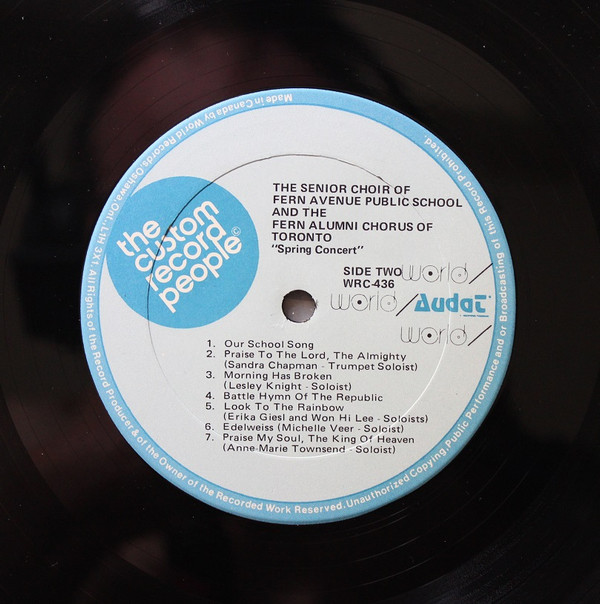 THE SENIOR CHOIR OF
FERN AVENUE PUBLIC SCHOOL
AND THE
FERN ALUMNI CHORUS OF
TORONTO
"Spring Concert"
the
custom
record
people©
SIDE TWO
WRC-436
world
world
Audat
world
1. Our School Song
2. Praise To The Lord, The Almighty
(Sandra Chapman - Trumpet Soloist)
3. Morning Has Broken
(Lesley Knight - Soloist)
4. Battle Hymn Of The Republic
5. Look To The Rainbow
(Erika Giesl and Won Hi Lee - Soloists)
6. Edelweiss (Michelle Veer - Soloist)
7. Praise My Soul, The King Of Heaven
(Anne-Marie Townsend - Soloist)
Made in Canada by World Records, Oshawa, Ont., L1H 3X1 All Rights of the Record Producer & of the Owner of the Recorded Work Reserved. Unauthorized Copying, Public Performance and/or Broadcasting of this Record Prohibited.